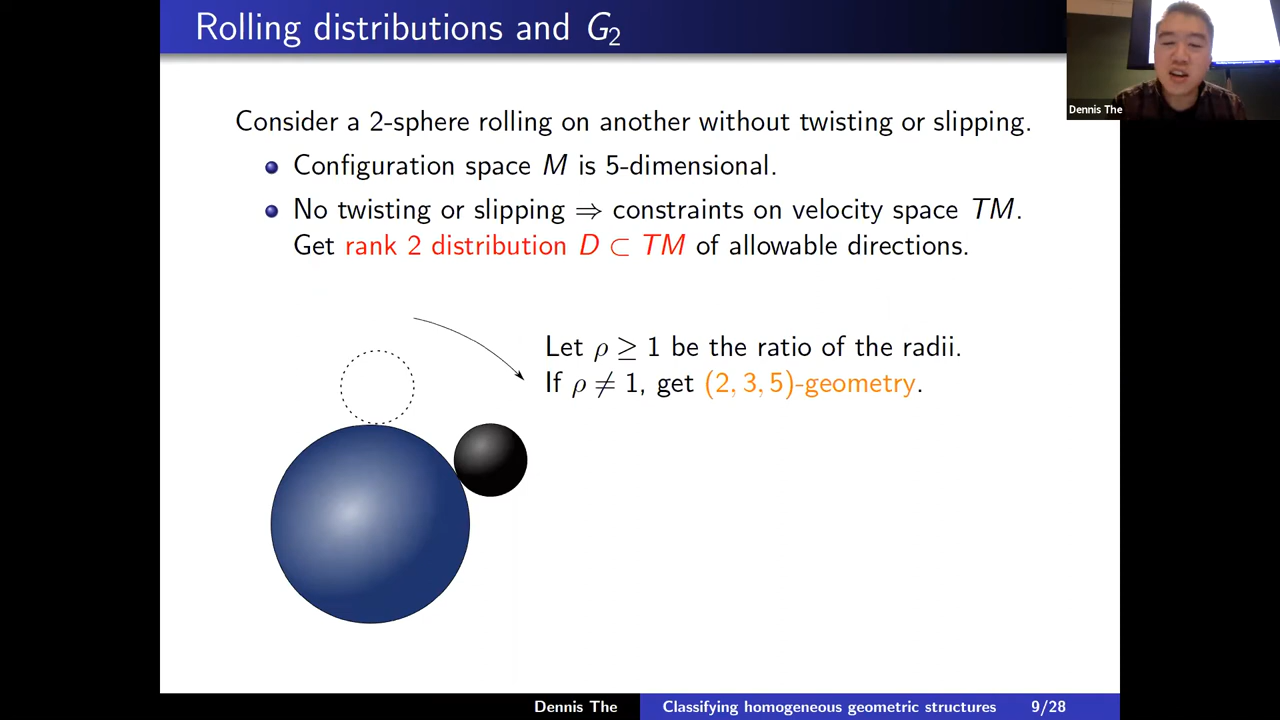 Rolling distributions and G₂
Dennis The
Consider a 2-sphere rolling on another without twisting or slipping.
Configuration space M is 5-dimensional.
No twisting or slipping ⇒ constraints on velocity space TM.
Get rank 2 distribution D ⊂ TM of allowable directions.
Let ρ ≥ 1 be the ratio of the radii.
If ρ ≠ 1, get (2, 3, 5)-geometry.
Dennis The
Classifying homogeneous geometric structures
9/28